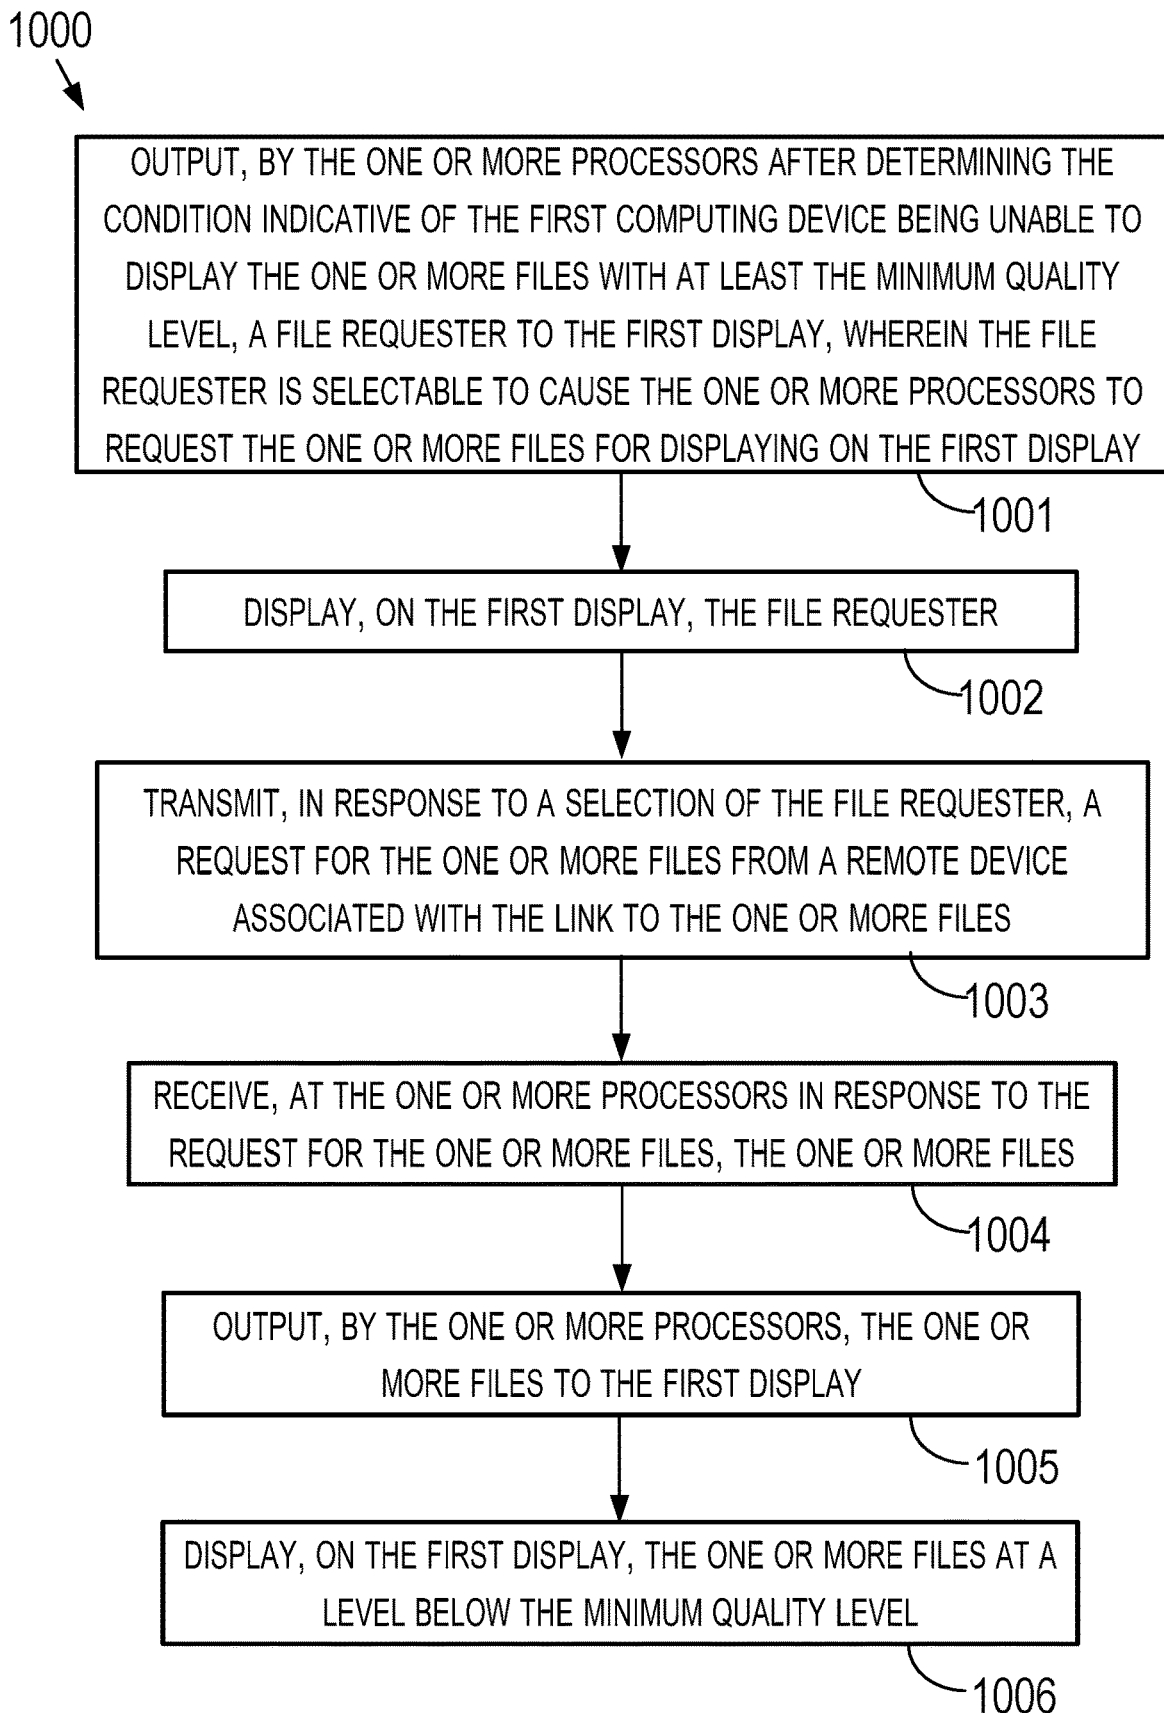 1000
OUTPUT, BY THE ONE OR MORE PROCESSORS AFTER DETERMINING THE
CONDITION INDICATIVE OF THE FIRST COMPUTING DEVICE BEING UNABLE TO
DISPLAY THE ONE OR MORE FILES WITH AT LEAST THE MINIMUM QUALITY
LEVEL, A FILE REQUESTER TO THE FIRST DISPLAY, WHEREIN THE FILE
REQUESTER IS SELECTABLE TO CAUSE THE ONE OR MORE PROCESSORS TO
REQUEST THE ONE OR MORE FILES FOR DISPLAYING ON THE FIRST DISPLAY
1001
DISPLAY, ON THE FIRST DISPLAY, THE FILE REQUESTER
1002
TRANSMIT, IN RESPONSE TO A SELECTION OF THE FILE REQUESTER, A
REQUEST FOR THE ONE OR MORE FILES FROM A REMOTE DEVICE
ASSOCIATED WITH THE LINK TO THE ONE OR MORE FILES
1003
RECEIVE, AT THE ONE OR MORE PROCESSORS IN RESPONSE TO THE
REQUEST FOR THE ONE OR MORE FILES, THE ONE OR MORE FILES
1004
OUTPUT, BY THE ONE OR MORE PROCESSORS, THE ONE OR
MORE FILES TO THE FIRST DISPLAY
1005
DISPLAY, ON THE FIRST DISPLAY, THE ONE OR MORE FILES AT A
LEVEL BELOW THE MINIMUM QUALITY LEVEL
1006